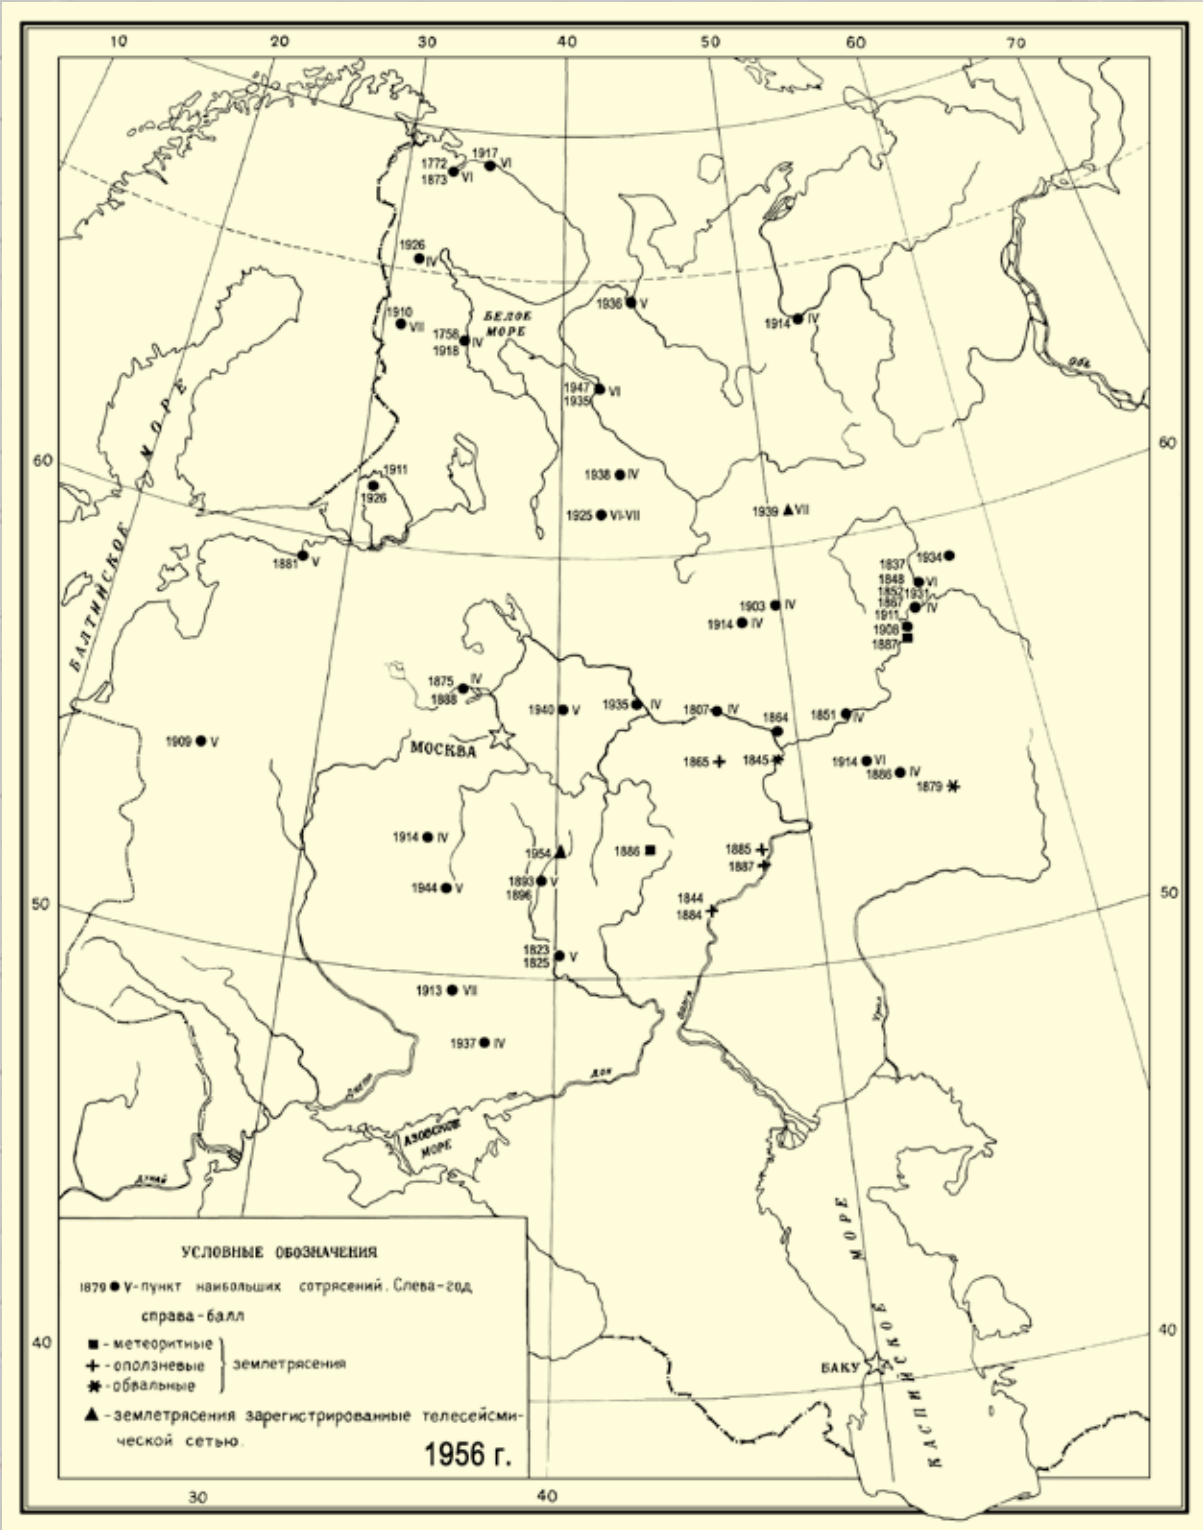 10 20 30 40 50 60 70
1917
1772 VI
1873 VI
1926
IV
1936 V
1910
VII
БЕЛОЕ
МОРЕ
1914 IV
1758
IV
1918
Обь
1947
VI
1935
МОРЕ
60
60
1911
1926
1938 IV
1925 VI-VII
1939 VII
БАЛТИЙСКОЕ
1881 V
1934
1837
1848 VI
1852 1931
1867 IV
1911
1908
1887
1903 IV
1914 IV
1875 IV
1888
1940 V
1935 IV
1807 IV
1864
1851 IV
1909 V
МОСКВА
1865
1845
1914 VI
1886 IV
1879
1914 IV
1954
1886
1885
1887
1944 V
1893 V
1896
1844
1884
50
50
1823
V
1825
1913 VII
ВОЛГА
Урал
1937 IV
Днепр
Дон
АЗОВСКОЕ
МОРЕ
Дунай
МОРЕ
УСЛОВНЫЕ ОБОЗНАЧЕНИЯ
1879 ● V-пункт наибольших сотрясений. Слева-год,
справа-балл
■ - метеоритные
+ - оползневые } землетрясения
✱ - обвальные
▲ - землетрясения зарегистрированные телесейсми-
ческой сетью.
1956 г.
40
40
БАКУ
КАСПИЙСКОЕ
30 40